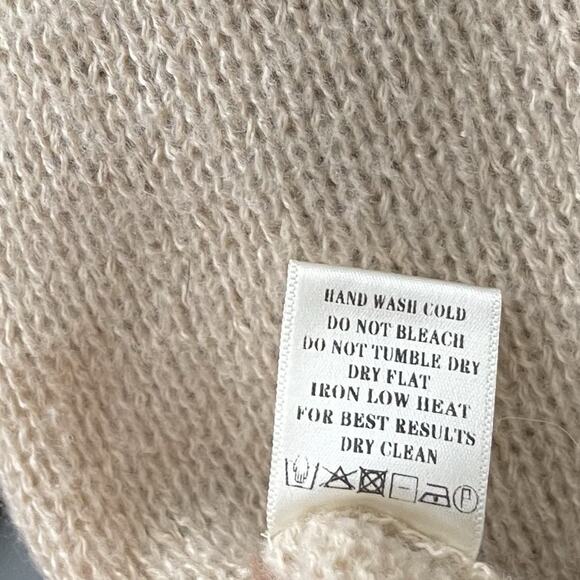 HAND WASH COLD
DO NOT BLEACH
DO NOT TUMBLE DRY
DRY FLAT
IRON LOW HEAT
FOR BEST RESULTS
DRY CLEAN
P